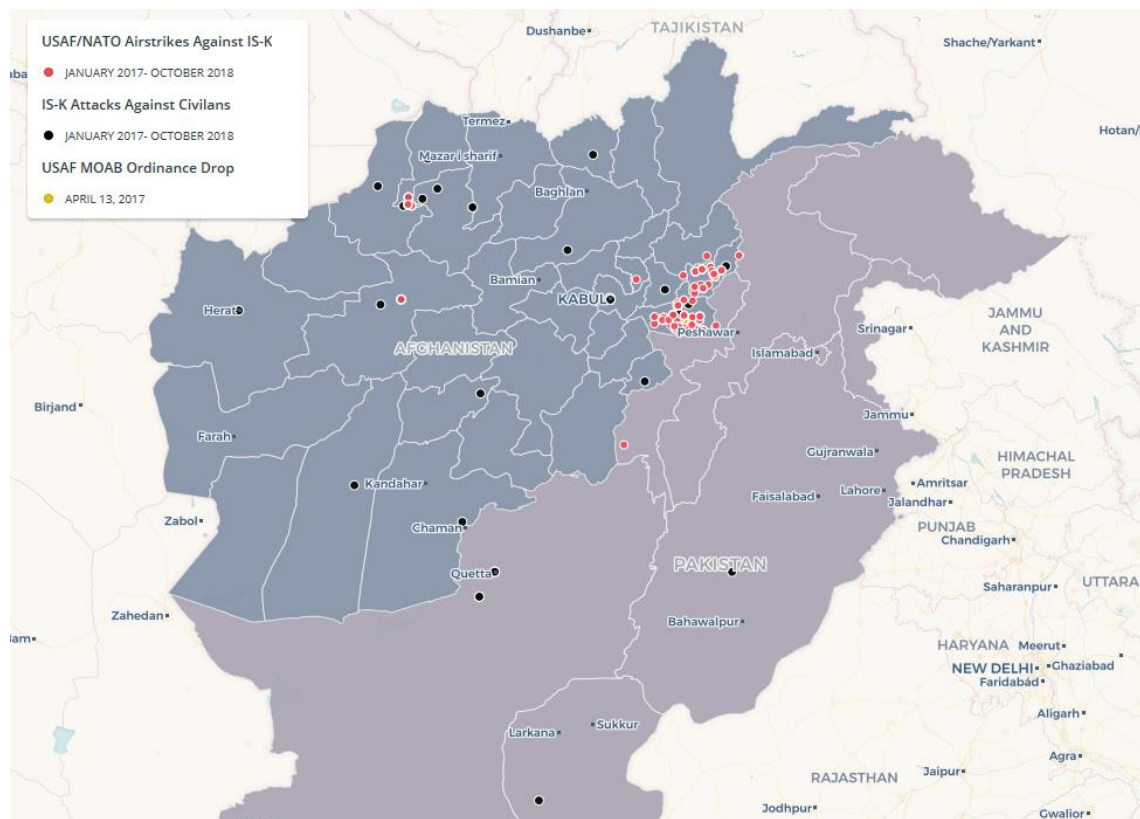 USAF/NATO Airstrikes Against IS-K
JANUARY 2017- OCTOBER 2018
IS-K Attacks Against Civilans
JANUARY 2017- OCTOBER 2018
USAF MOAB Ordinance Drop
APRIL 13, 2017
Dushanbe
TAJIKISTAN
Shache/Yarkant
Hotan/
Termez
Mazar i sharif
Baghlan
Bamian
KABUL
Herat
AFGHANISTAN
Peshawar
Srinagar
JAMMU
AND
KASHMIR
Islamabad
Birjand
Jammu
Farah
Gujranwala
HIMACHAL
PRADESH
Kandahar
Faisalabad
Lahore
Amritsar
Jalandhar
Zabol
Chaman
PUNJAB
Chandigarh
Quetta
PAKISTAN
Saharanpur
UTTARA
Zahedan
Bahawalpur
HARYANA
Meerut
NEW DELHI
Ghaziabad
Faridabad
Larkana
Sukkur
Aligarh
Agra
RAJASTHAN
Jaipur
Jodhpur
Gwalior